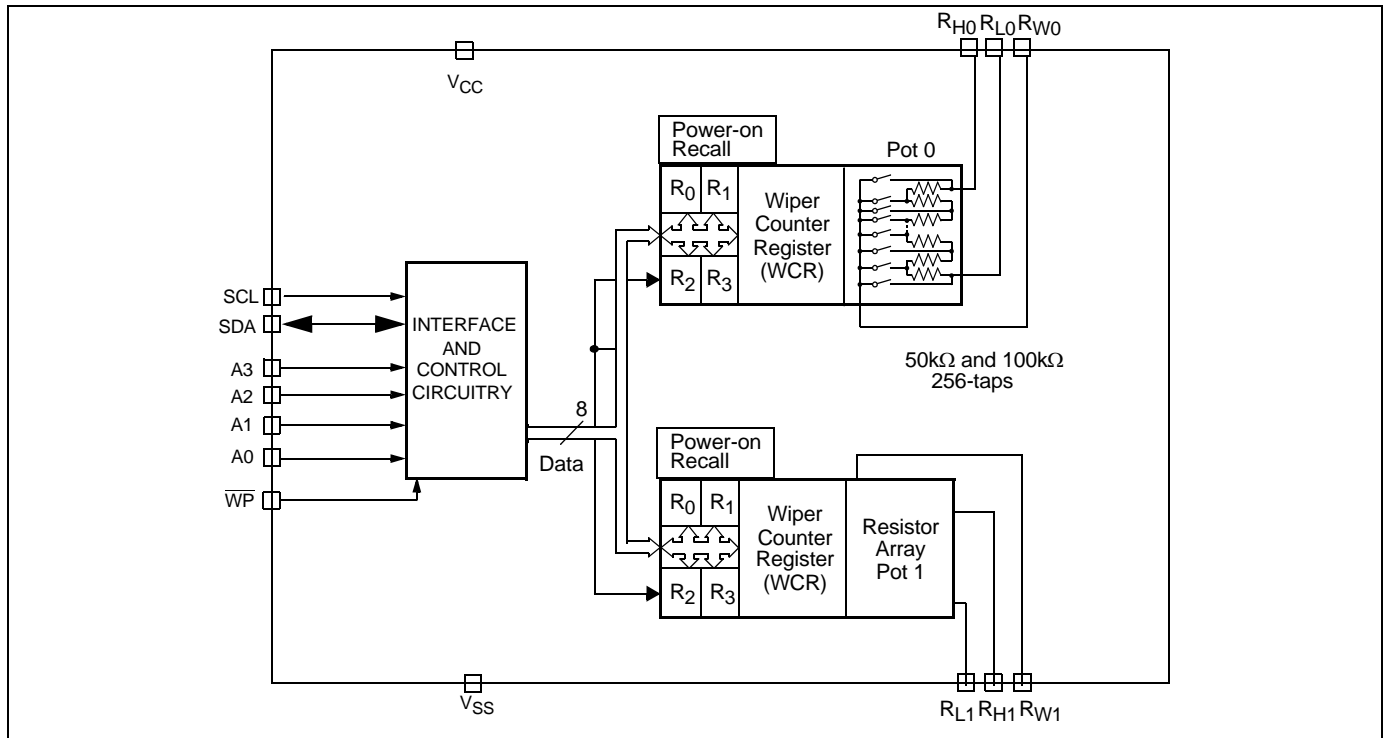 RH0 RL0 RW0
VCC
Power-on
Recall
Pot 0
R0 R1
R2 R3
Wiper
Counter
Register
(WCR)
SCL
SDA
A3
A2
A1
A0
WP
INTERFACE
AND
CONTROL
CIRCUITRY
50kΩ and 100kΩ
256-taps
8
Data
Power-on
Recall
R0 R1
R2 R3
Wiper
Counter
Register
(WCR)
Resistor
Array
Pot 1
VSS
RL1 RH1 RW1